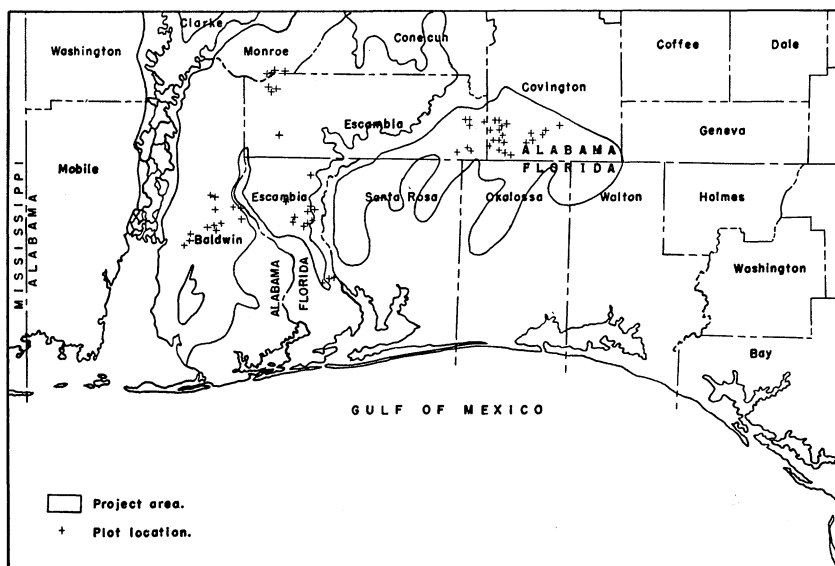 Clarke
Washington
Monroe
Conecuh
Coffee
Dale
Covington
Escambia
Geneva
ALABAMA
FLORIDA
Mobile
MISSISSIPPI
ALABAMA
Escambia
Santa Rosa
Okalossa
Walton
Holmes
Baldwin
ALABAMA
FLORIDA
Washington
Bay
GULF OF MEXICO
Project area.
Plot location.